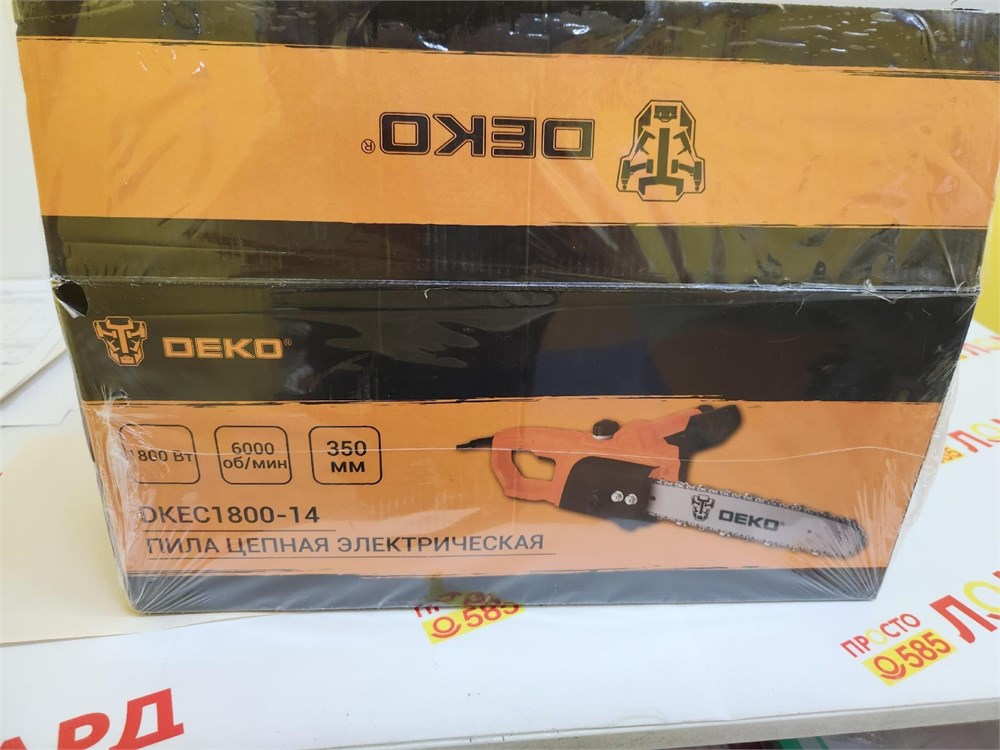 DEKO®
DEKO®
1800 Вт
6000
об/мин
350
мм
DEKO®
DKEC1800-14
ПИЛА ЦЕПНАЯ ЭЛЕКТРИЧЕСКАЯ
585
ПРОСТО
585